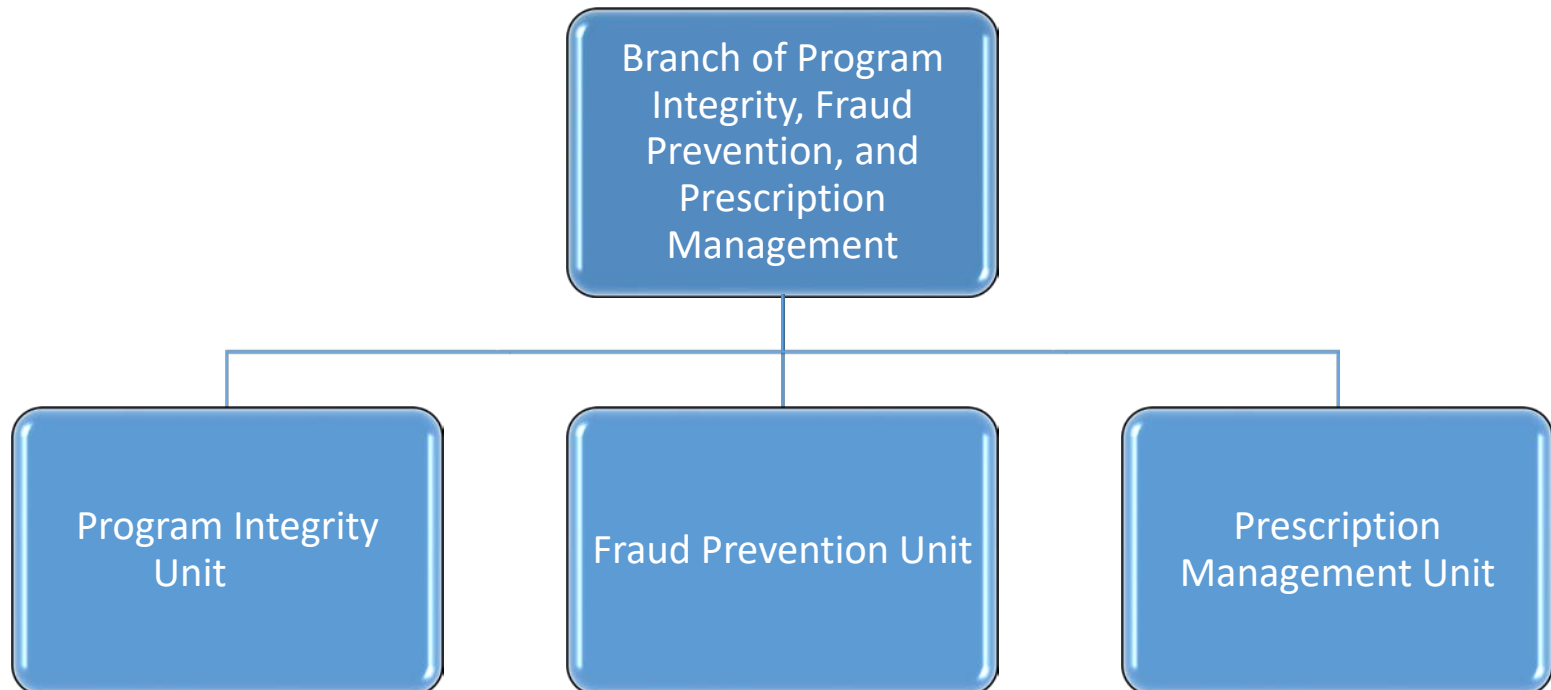 Branch of Program
Integrity, Fraud
Prevention, and
Prescription
Management
Program Integrity
Unit
Fraud Prevention Unit
Prescription
Management Unit